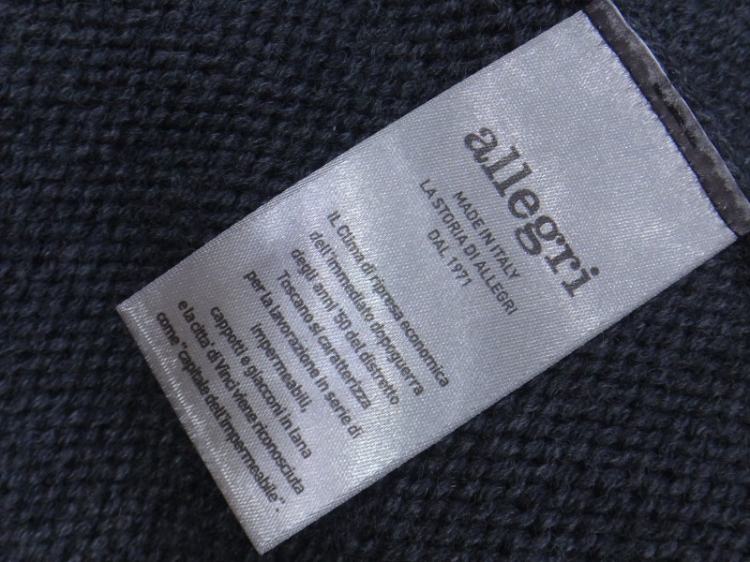 allegri
MADE IN ITALY
LA STORIA DI ALLEGRI
DAL 1971
IL Clima di ripresa economica
dell'immediato dopoguerra
degli anni '50 del distretto
Toscano si caratterizza
per la lavorazione in serie di
impermeabili,
cappotti e giacconi in lana
e la citta' di Vinci viene riconosciuta
come "capitale dell'impermeabile".